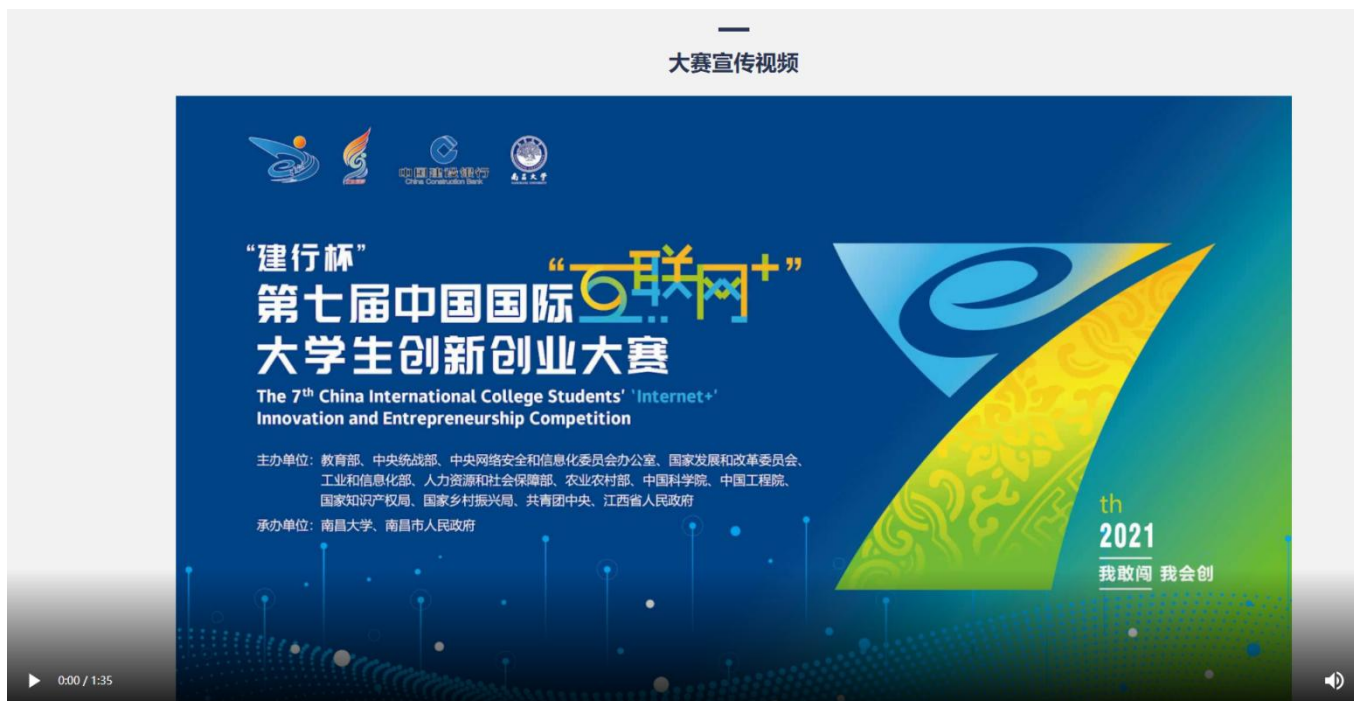 大赛宣传视频
中国建设银行
China Construction Bank
南昌大学
“建行杯”
第七届中国国际“互联网+”
大学生创新创业大赛
The 7th China International College Students' 'Internet+'
Innovation and Entrepreneurship Competition
主办单位：教育部、中央统战部、中央网络安全和信息化委员会办公室、国家发展和改革委员会、
工业和信息化部、人力资源和社会保障部、农业农村部、中国科学院、中国工程院、
国家知识产权局、国家乡村振兴局、共青团中央、江西省人民政府
承办单位：南昌大学、南昌市人民政府
7
th
2021
我敢闯 我会创
0:00 / 1:35